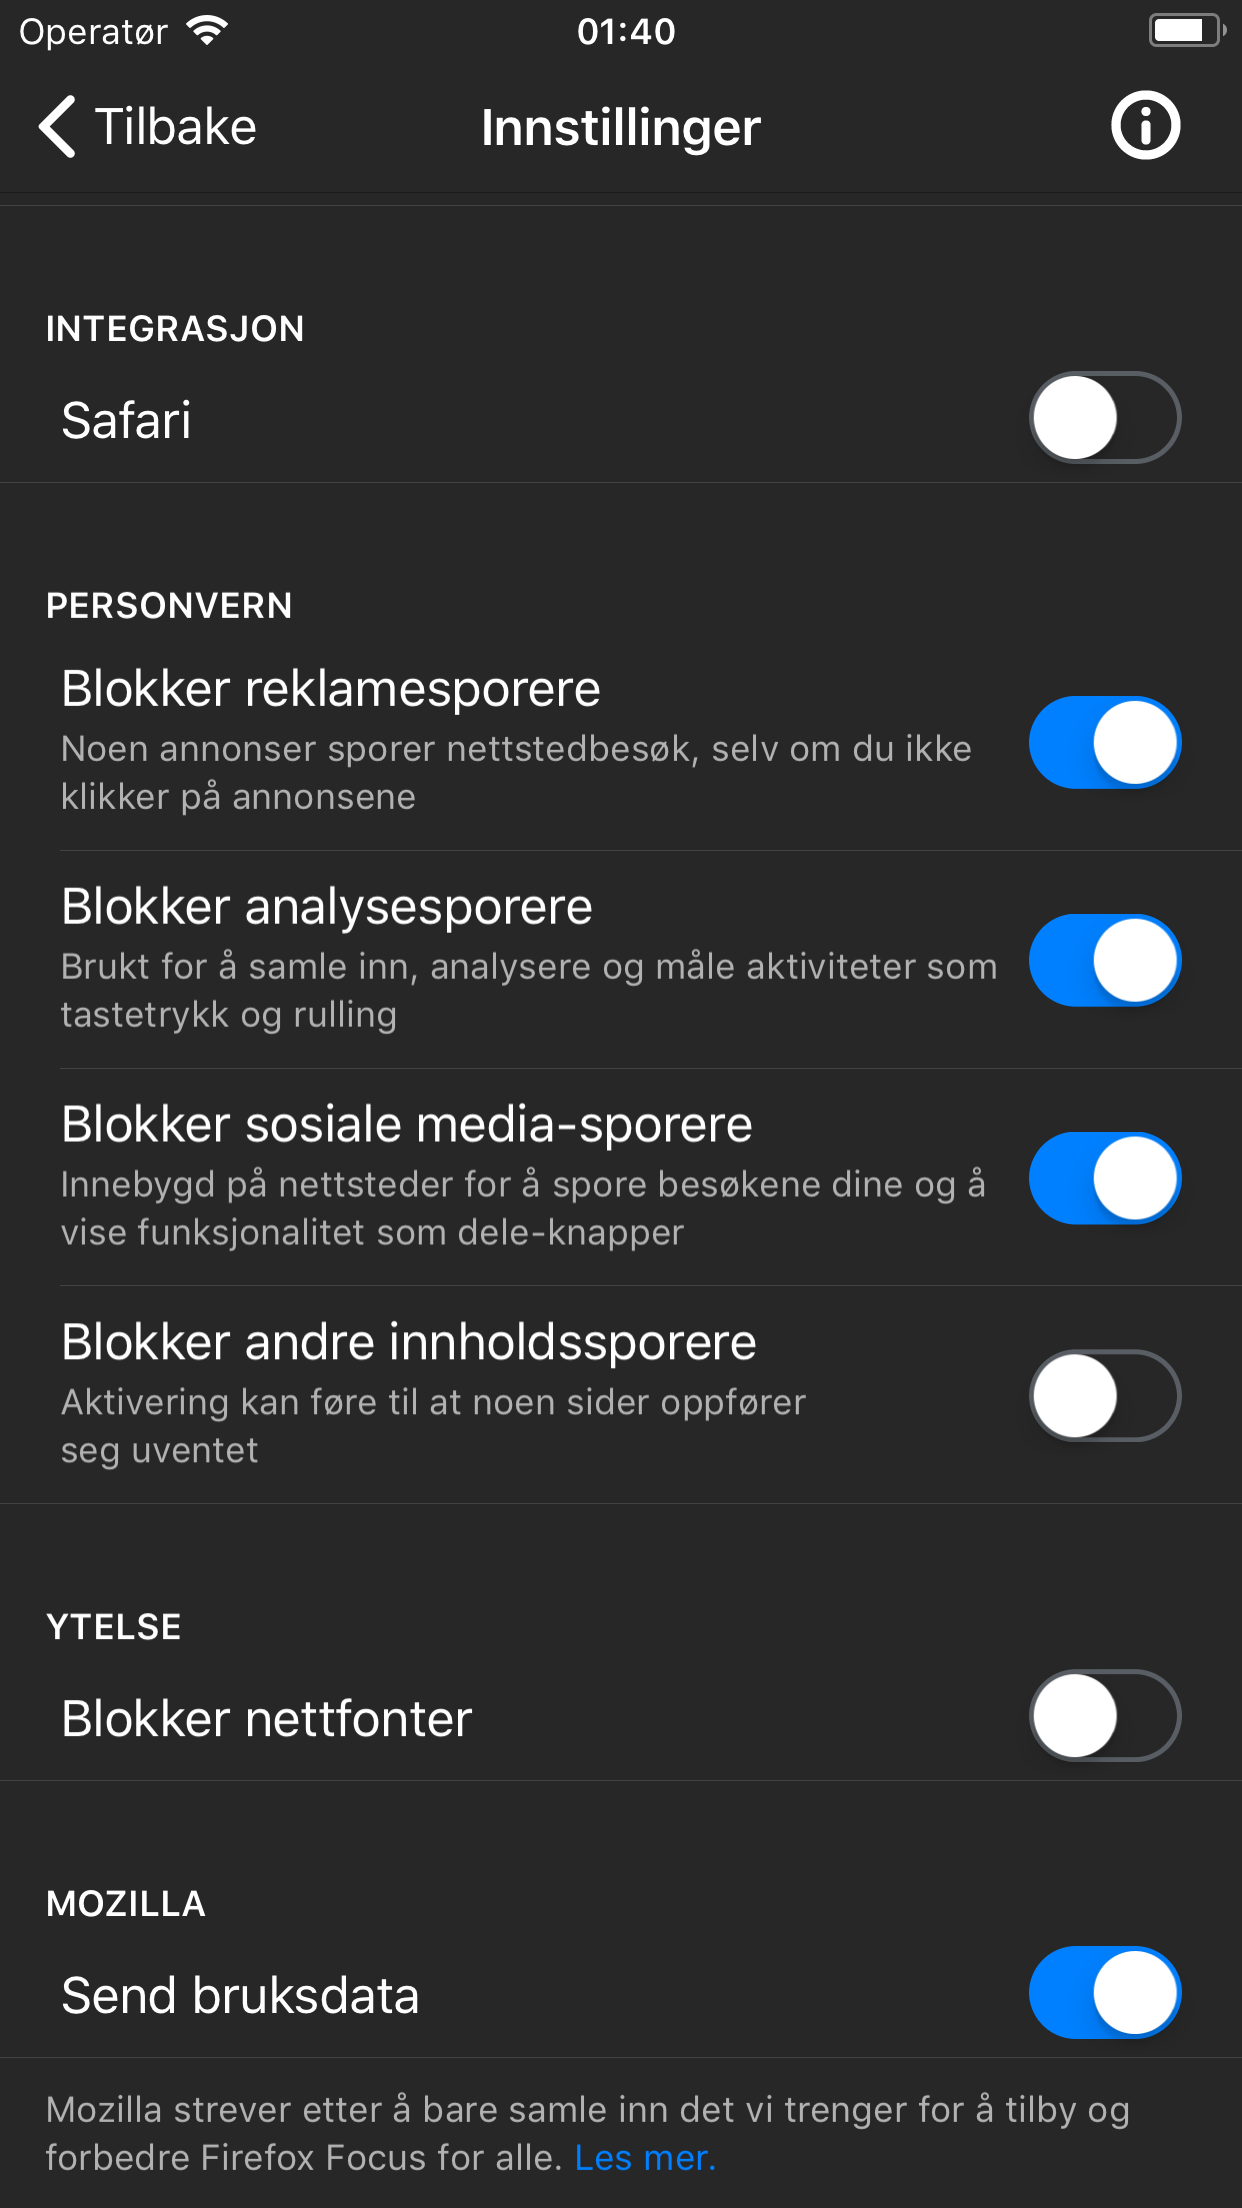 Operatør
01:40
Tilbake
Innstillinger
INTEGRASJON
Safari
PERSONVERN
Blokker reklamesporere
Noen annonser sporer nettstedbesøk, selv om du ikke
klikker på annonsene
Blokker analysesporere
Brukt for å samle inn, analysere og måle aktiviteter som
tastetrykk og rulling
Blokker sosiale media-sporere
Innebygd på nettsteder for å spore besøkene dine og å
vise funksjonalitet som dele-knapper
Blokker andre innholdssporere
Aktivering kan føre til at noen sider oppfører
seg uventet
YTELSE
Blokker nettfonter
MOZILLA
Send bruksdata
Mozilla strever etter å bare samle inn det vi trenger for å tilby og
forbedre Firefox Focus for alle. Les mer.